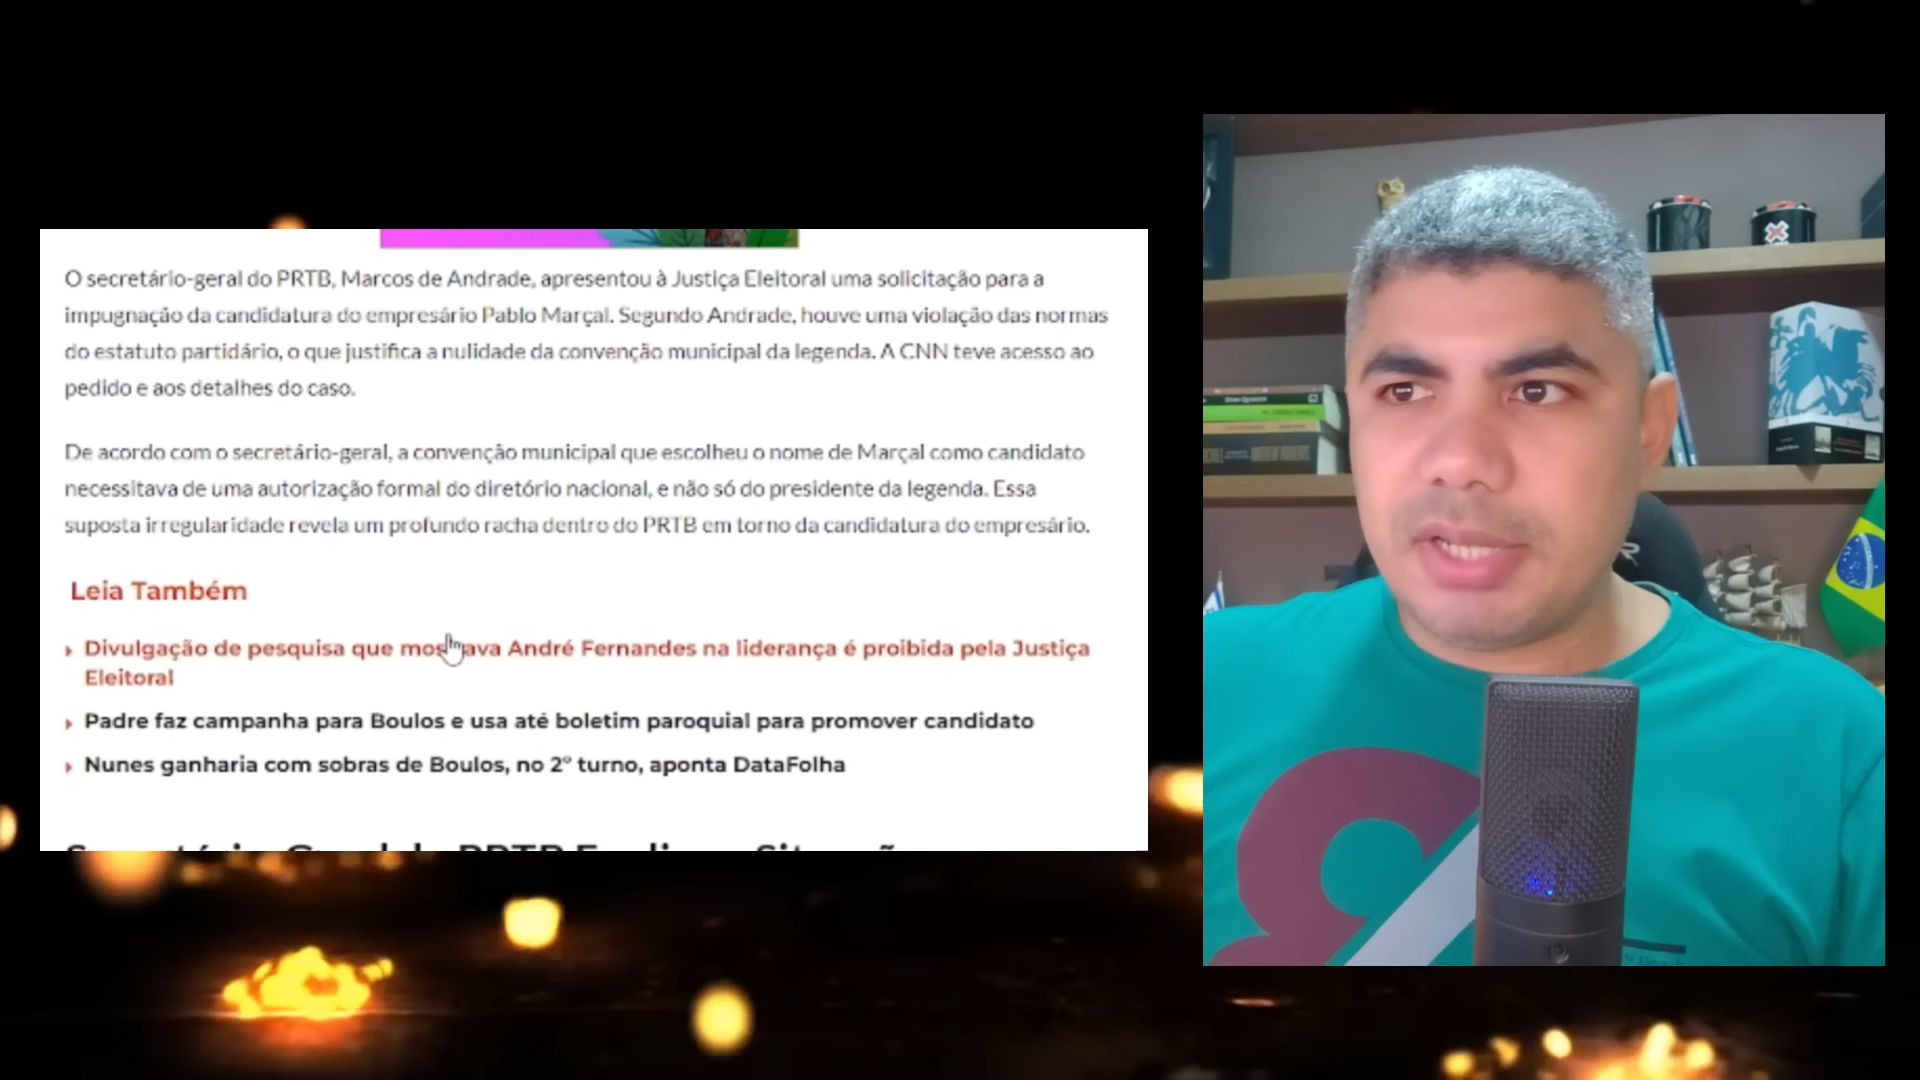 O secretário-geral do PRTB, Marcos de Andrade, apresentou à Justiça Eleitoral uma solicitação para a
impugnação da candidatura do empresário Pablo Marçal. Segundo Andrade, houve uma violação das normas
do estatuto partidário, o que justifica a nulidade da convenção municipal da legenda. A CNN teve acesso ao
pedido e aos detalhes do caso.
De acordo com o secretário-geral, a convenção municipal que escolheu o nome de Marçal como candidato
necessitava de uma autorização formal do diretório nacional, e não só do presidente da legenda. Essa
suposta irregularidade revela um profundo racha dentro do PRTB em torno da candidatura do empresário.
Leia Também
Divulgação de pesquisa que mostrava André Fernandes na liderança é proibida pela Justiça
Eleitoral
Padre faz campanha para Boulos e usa até boletim paroquial para promover candidato
Nunes ganharia com sobras de Boulos, no 2º turno, aponta DataFolha